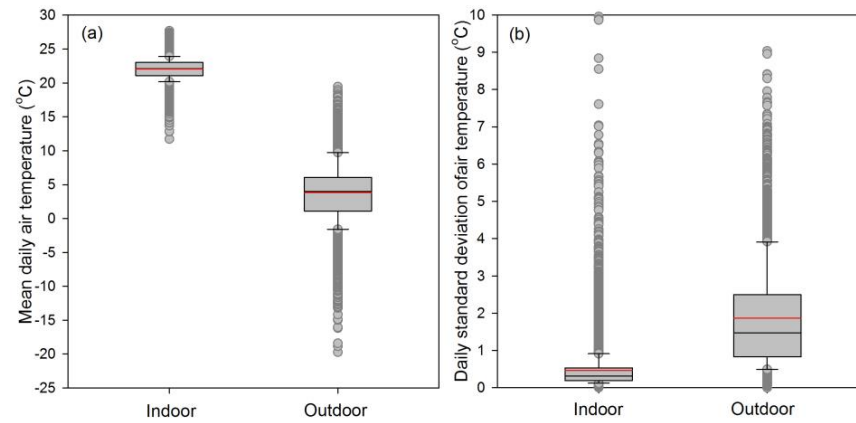 (a)
Mean daily air temperature (°C)
30
25
20
15
10
5
0
-5
-10
-15
-20
-25
Indoor
Outdoor
(b)
Daily standard deviation ofair temperature (°C)
10
9
8
7
6
5
4
3
2
1
0
Indoor
Outdoor